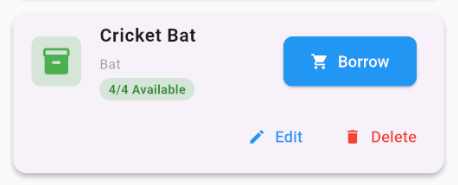 Cricket Bat
Bat
4/4 Available
Borrow
Edit
Delete